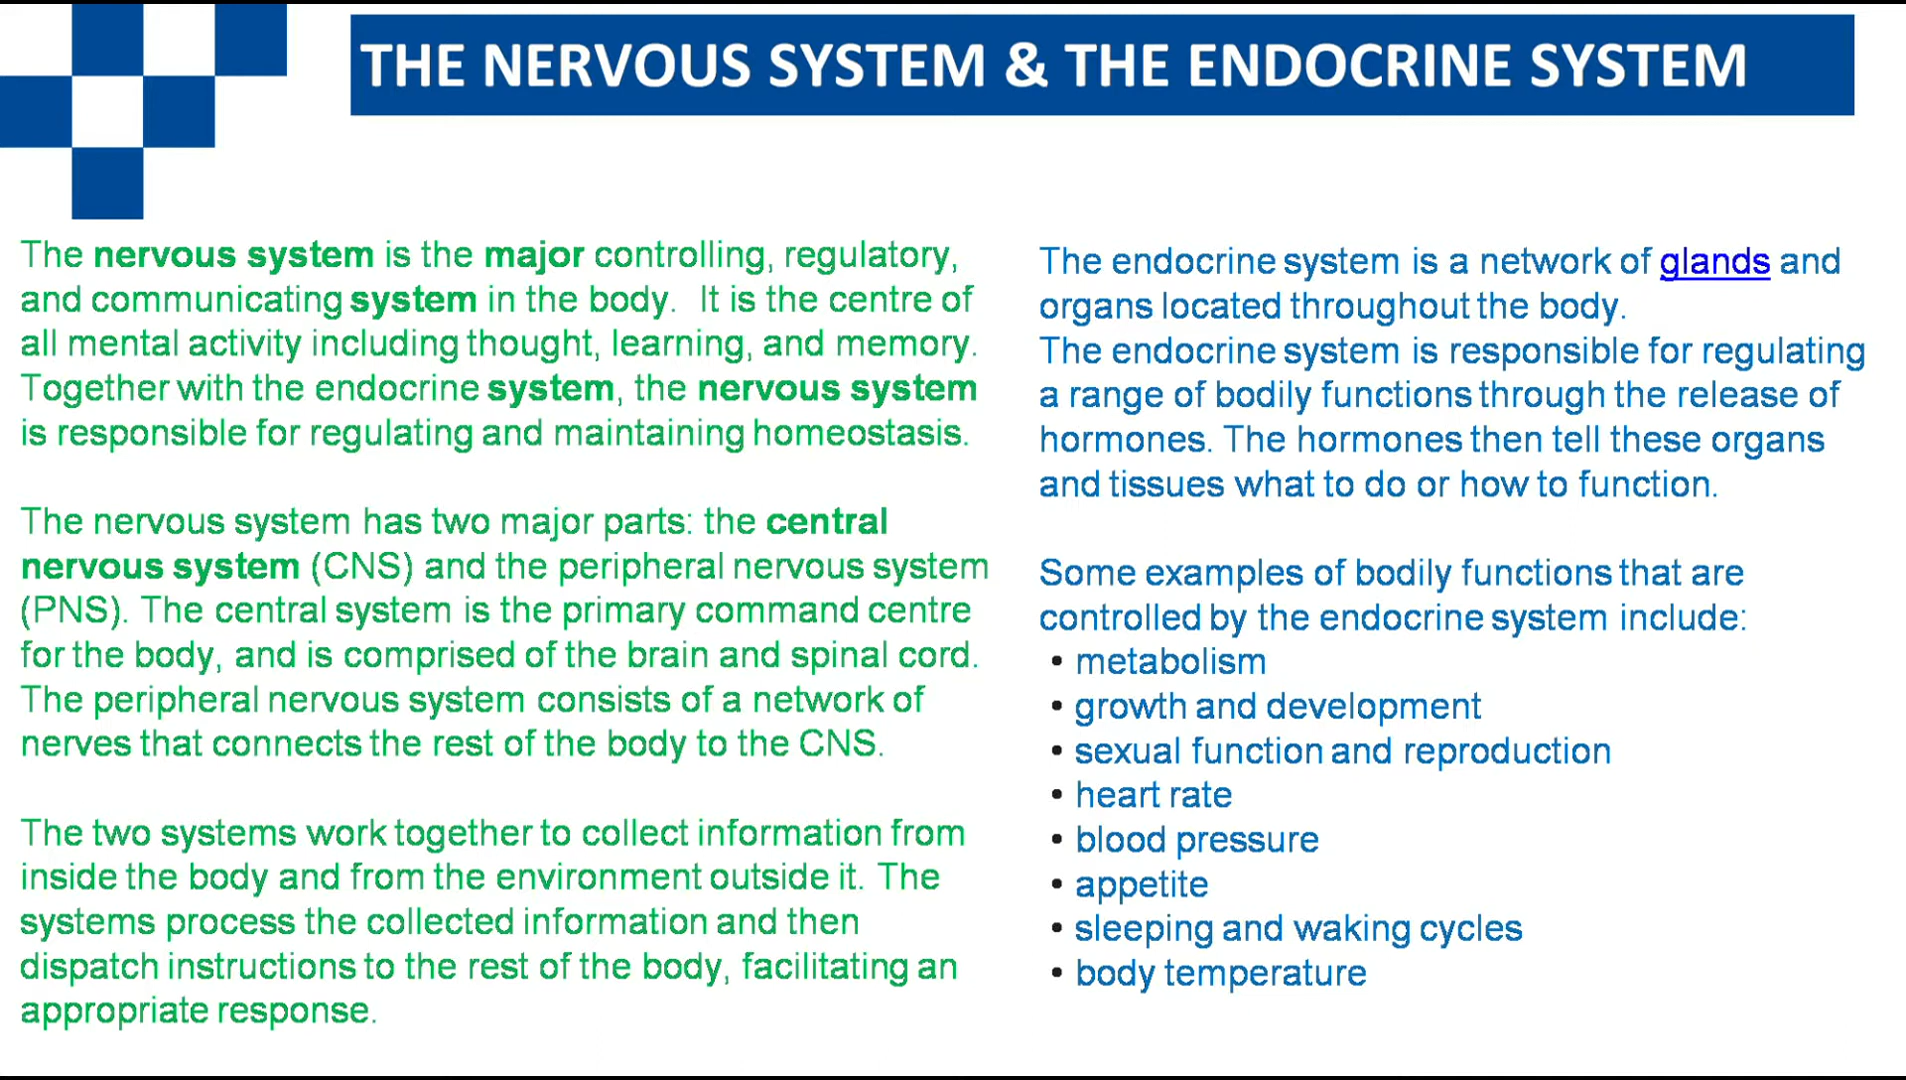 THE NERVOUS SYSTEM & THE ENDOCRINE SYSTEM
The nervous system is the major controlling, regulatory,
and communicating system in the body. It is the centre of
all mental activity including thought, learning, and memory.
Together with the endocrine system, the nervous system
is responsible for regulating and maintaining homeostasis.
The nervous system has two major parts: the central
nervous system (CNS) and the peripheral nervous system
(PNS). The central system is the primary command centre
for the body, and is comprised of the brain and spinal cord.
The peripheral nervous system consists of a network of
nerves that connects the rest of the body to the CNS.
The two systems work together to collect information from
inside the body and from the environment outside it. The
systems process the collected information and then
dispatch instructions to the rest of the body, facilitating an
appropriate response.
The endocrine system is a network of glands and
organs located throughout the body.
The endocrine system is responsible for regulating
a range of bodily functions through the release of
hormones. The hormones then tell these organs
and tissues what to do or how to function.
Some examples of bodily functions that are
controlled by the endocrine system include:
• metabolism
• growth and development
• sexual function and reproduction
• heart rate
• blood pressure
• appetite
• sleeping and waking cycles
• body temperature